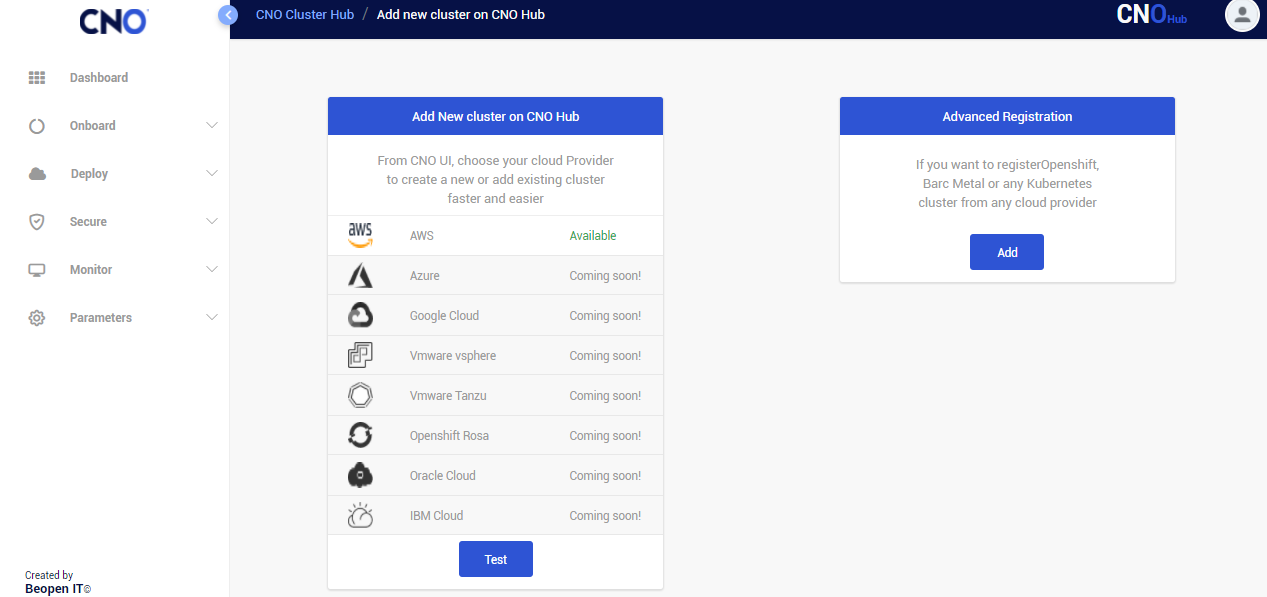 CNO
CNO Cluster Hub / Add new cluster on CNO Hub
CNO Hub
Dashboard
Onboard
Deploy
Secure
Monitor
Parameters
Created by
Beopen IT©
Add New cluster on CNO Hub
From CNO UI, choose your cloud Provider
to create a new or add existing cluster
faster and easier
aws AWS Available
Azure Coming soon!
Google Cloud Coming soon!
Vmware vsphere Coming soon!
Vmware Tanzu Coming soon!
Openshift Rosa Coming soon!
Oracle Cloud Coming soon!
IBM Cloud Coming soon!
Test
Advanced Registration
If you want to registerOpenshift,
Barc Metal or any Kubernetes
cluster from any cloud provider
Add